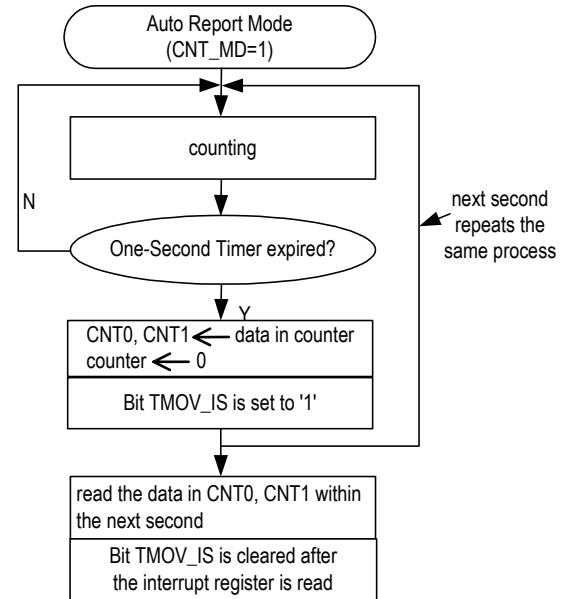 Auto Report Mode
(CNT_MD=1)
counting
N
next second
repeats the
same process
One-Second Timer expired?
Y
CNT0, CNT1 ← data in counter
counter ← 0
Bit TMOV_IS is set to '1'
read the data in CNT0, CNT1 within
the next second
Bit TMOV_IS is cleared after
the interrupt register is read